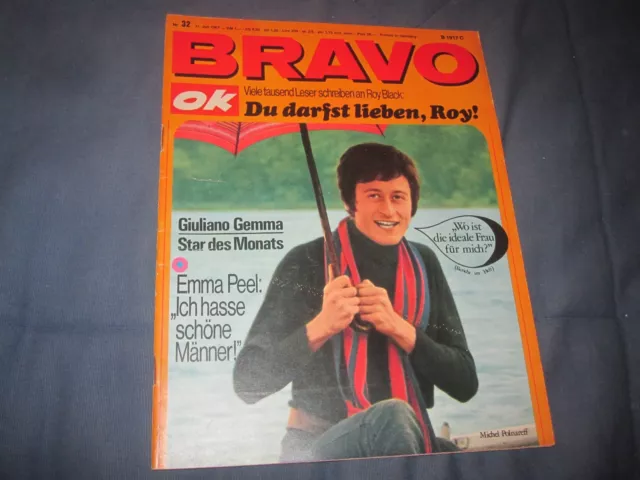 Nr. 32
BRAVO
ok
Viele tausend Leser schreiben an Roy Black:
Du darfst lieben, Roy!
Giuliano Gemma
Star des Monats
Emma Peel:
„Ich hasse
schöne
Männer!"
„Wo ist
die ideale Frau
für mich?"
Michel Polnareff